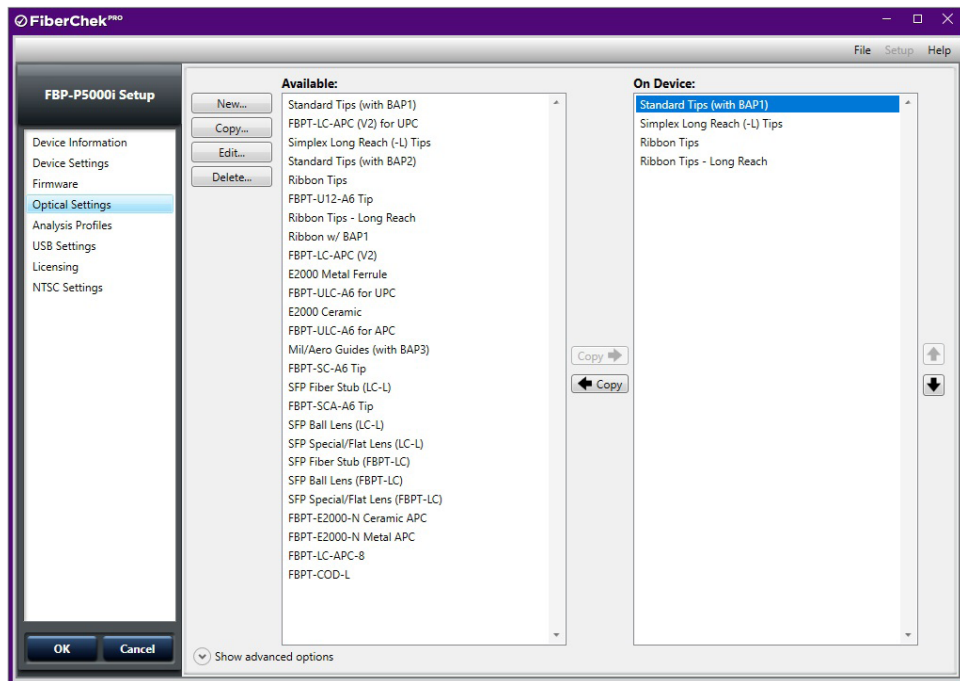 FiberChek PRO
File Setup Help
FBP-P5000i Setup
Device Information
Device Settings
Firmware
Optical Settings
Analysis Profiles
USB Settings
Licensing
NTSC Settings
OK Cancel
New...
Copy...
Edit...
Delete...
Available:
Standard Tips (with BAP1)
FBPT-LC-APC (V2) for UPC
Simplex Long Reach (-L) Tips
Standard Tips (with BAP2)
Ribbon Tips
FBPT-U12-A6 Tip
Ribbon Tips - Long Reach
Ribbon w/ BAP1
FBPT-LC-APC (V2)
E2000 Metal Ferrule
FBPT-ULC-A6 for UPC
E2000 Ceramic
FBPT-ULC-A6 for APC
Mil/Aero Guides (with BAP3)
FBPT-SC-A6 Tip
SFP Fiber Stub (LC-L)
FBPT-SCA-A6 Tip
SFP Ball Lens (LC-L)
SFP Special/Flat Lens (LC-L)
SFP Fiber Stub (FBPT-LC)
SFP Ball Lens (FBPT-LC)
SFP Special/Flat Lens (FBPT-LC)
FBPT-E2000-N Ceramic APC
FBPT-E2000-N Metal APC
FBPT-LC-APC-8
FBPT-COD-L
Show advanced options
Copy
Copy
On Device:
Standard Tips (with BAP1)
Simplex Long Reach (-L) Tips
Ribbon Tips
Ribbon Tips - Long Reach